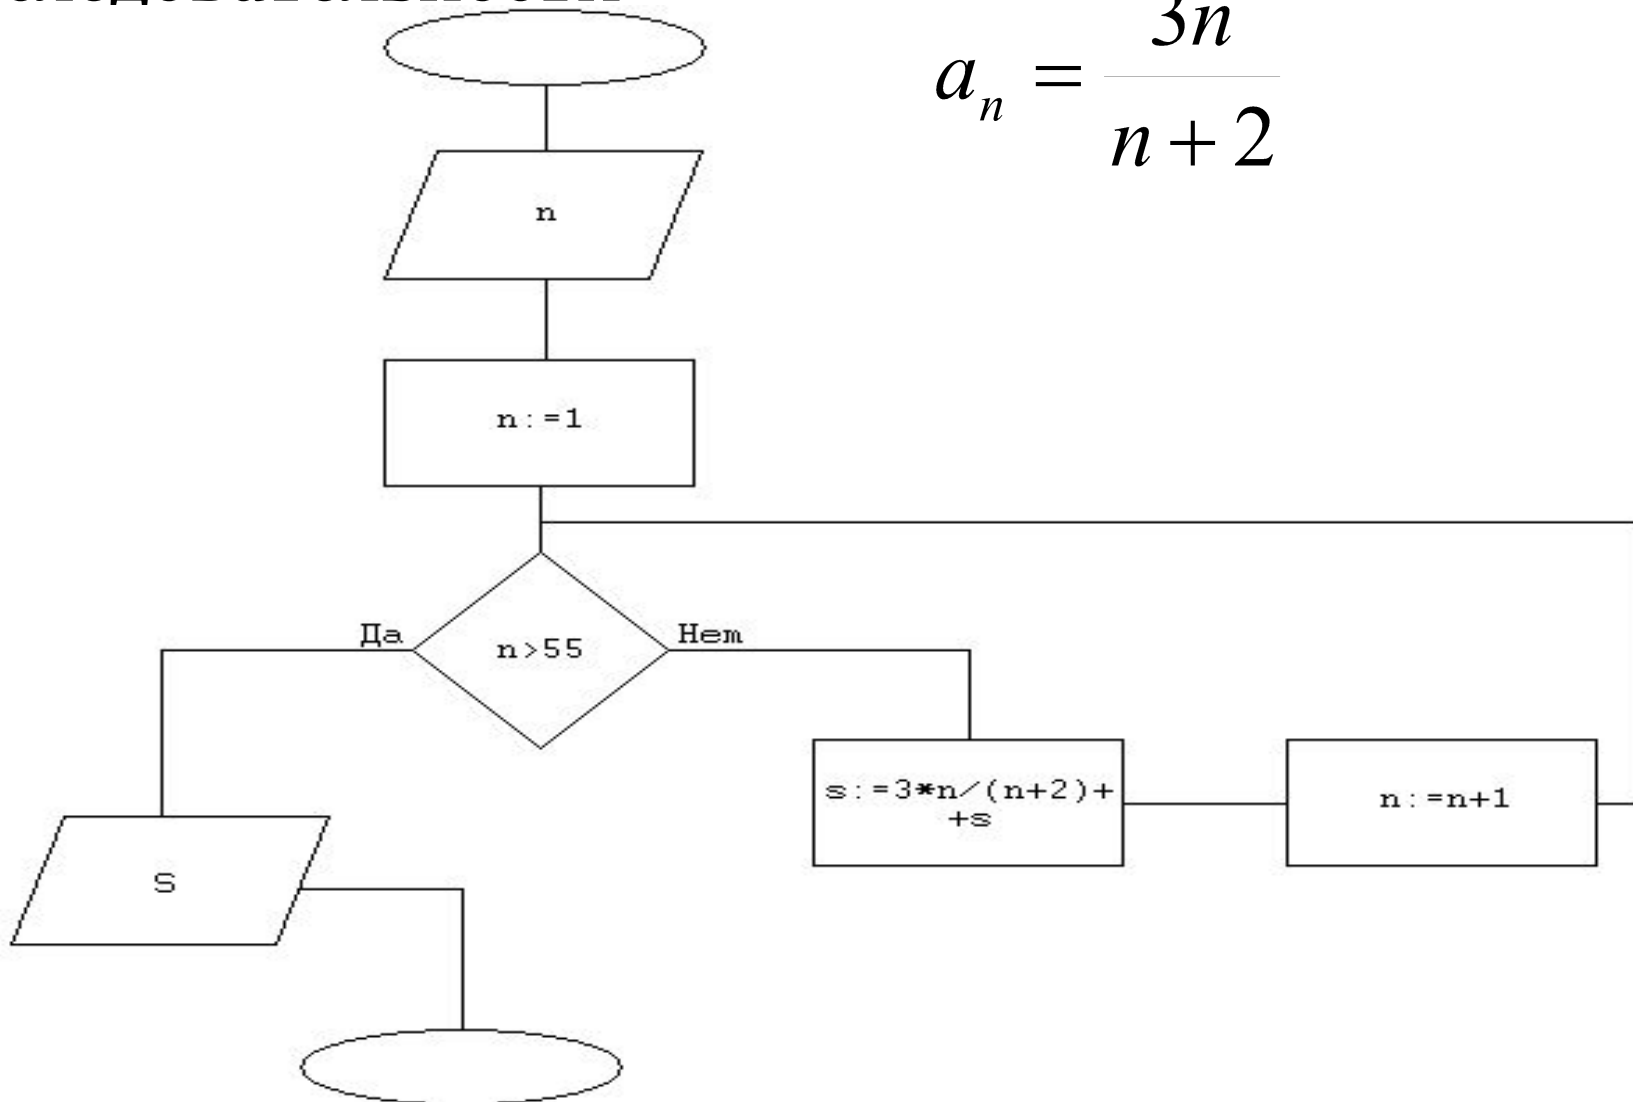 a_n = 3n / n + 2
n
n:=1
Да
n>55
Нет
s:=3*n/(n+2)+
+s
n:=n+1
S